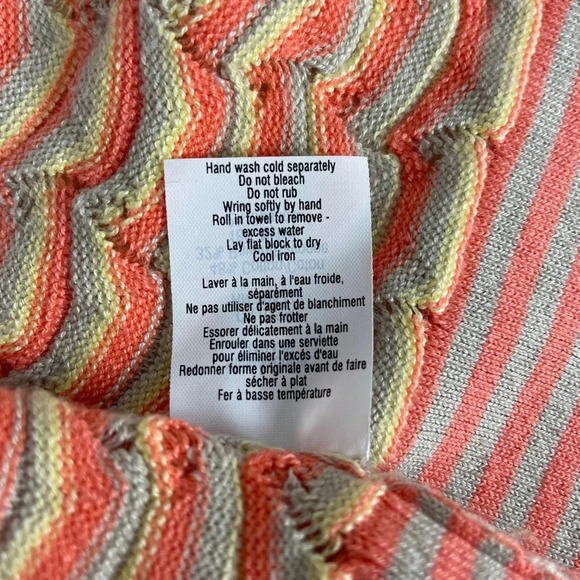 Hand wash cold separately
Do not bleach
Do not rub
Wring softly by hand
Roll in towel to remove -
excess water
Lay flat block to dry
Cool iron
Laver à la main, à l'eau froide,
séparément
Ne pas utiliser d'agent de blanchiment
Ne pas frotter
Essorer délicatement à la main
Enrouler dans une serviette
pour éliminer l'excés d'eau
Redonner forme originale avant de faire
sécher à plat
Fer à basse température